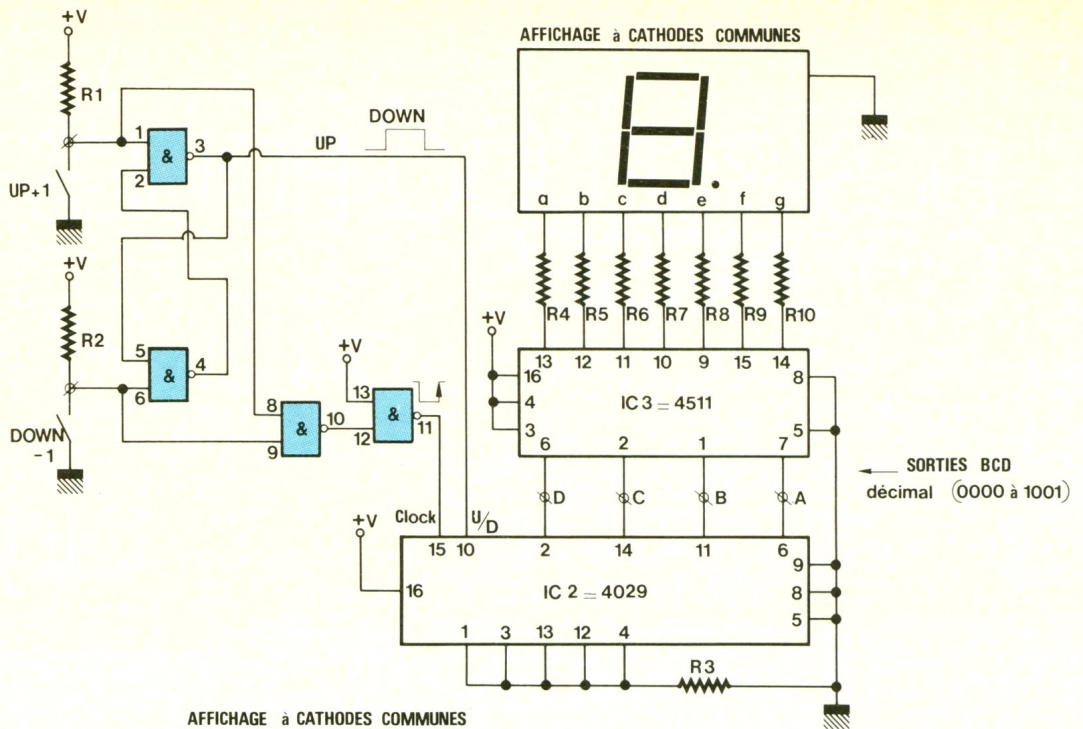 AFFICHAGE à CATHODES COMMUNES
+V
R1
DOWN
UP
1
&
3
2
UP+1
+V
R2
5
&
4
6
DOWN
-1
8
&
10
9
+V
13
&
11
12
a b c d e f g
R4 R5 R6 R7 R8 R9 R10
+V
13 12 11 10 9 15 14
16
4
3
IC 3 = 4511
8
5
6 2 1 7
D C B A
SORTIES BCD
décimal (0000 à 1001)
+V
Clock
U/D
15 10 2 14 11 6
16
IC 2 = 4029
9
8
5
1 3 13 12 4
R3
AFFICHAGE à CATHODES COMMUNES